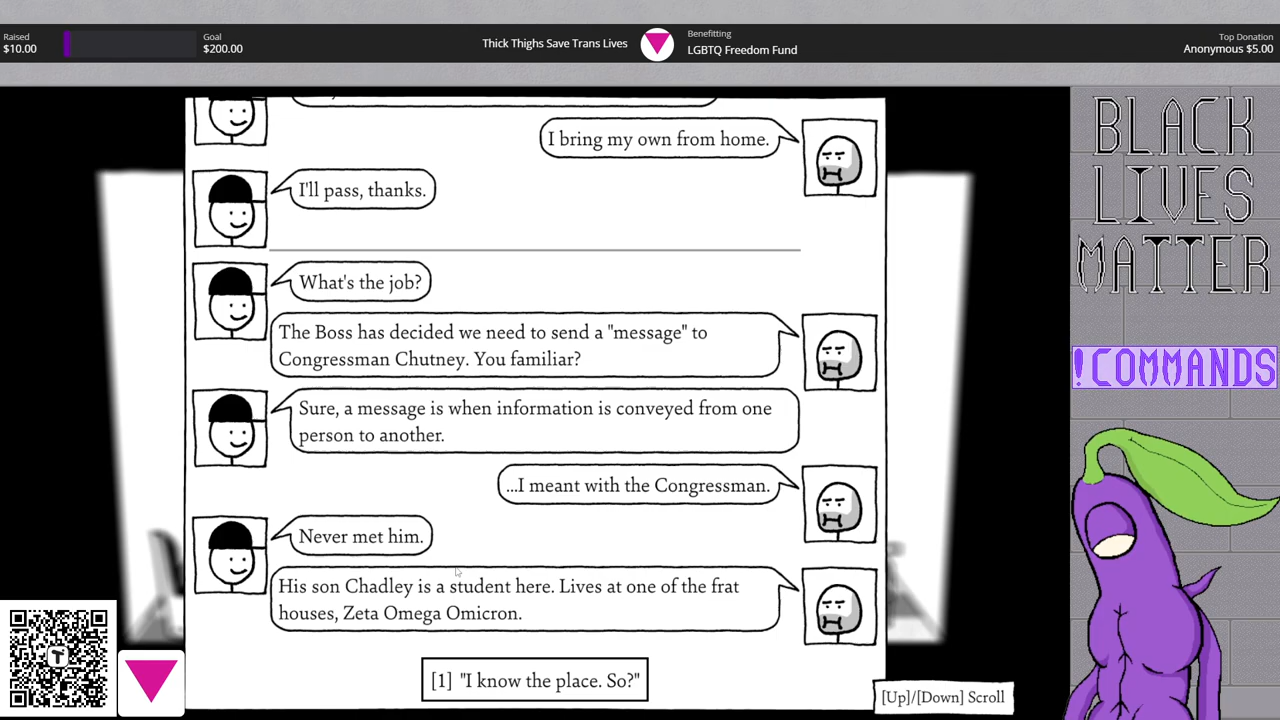 Raised
$10.00
Goal
$200.00
Thick Thighs Save Trans Lives
Benefitting
LGBTQ Freedom Fund
Top Donation
Anonymous $5.00
I bring my own from home.
I'll pass, thanks.
What's the job?
The Boss has decided we need to send a "message" to
Congressman Chutney. You familiar?
Sure, a message is when information is conveyed from one
person to another.
...I meant with the Congressman.
Never met him.
His son Chadley is a student here. Lives at one of the frat
houses, Zeta Omega Omicron.
[1] "I know the place. So?"
[Up]/[Down] Scroll
BLACK
LIVES
MATTER
!COMMANDS